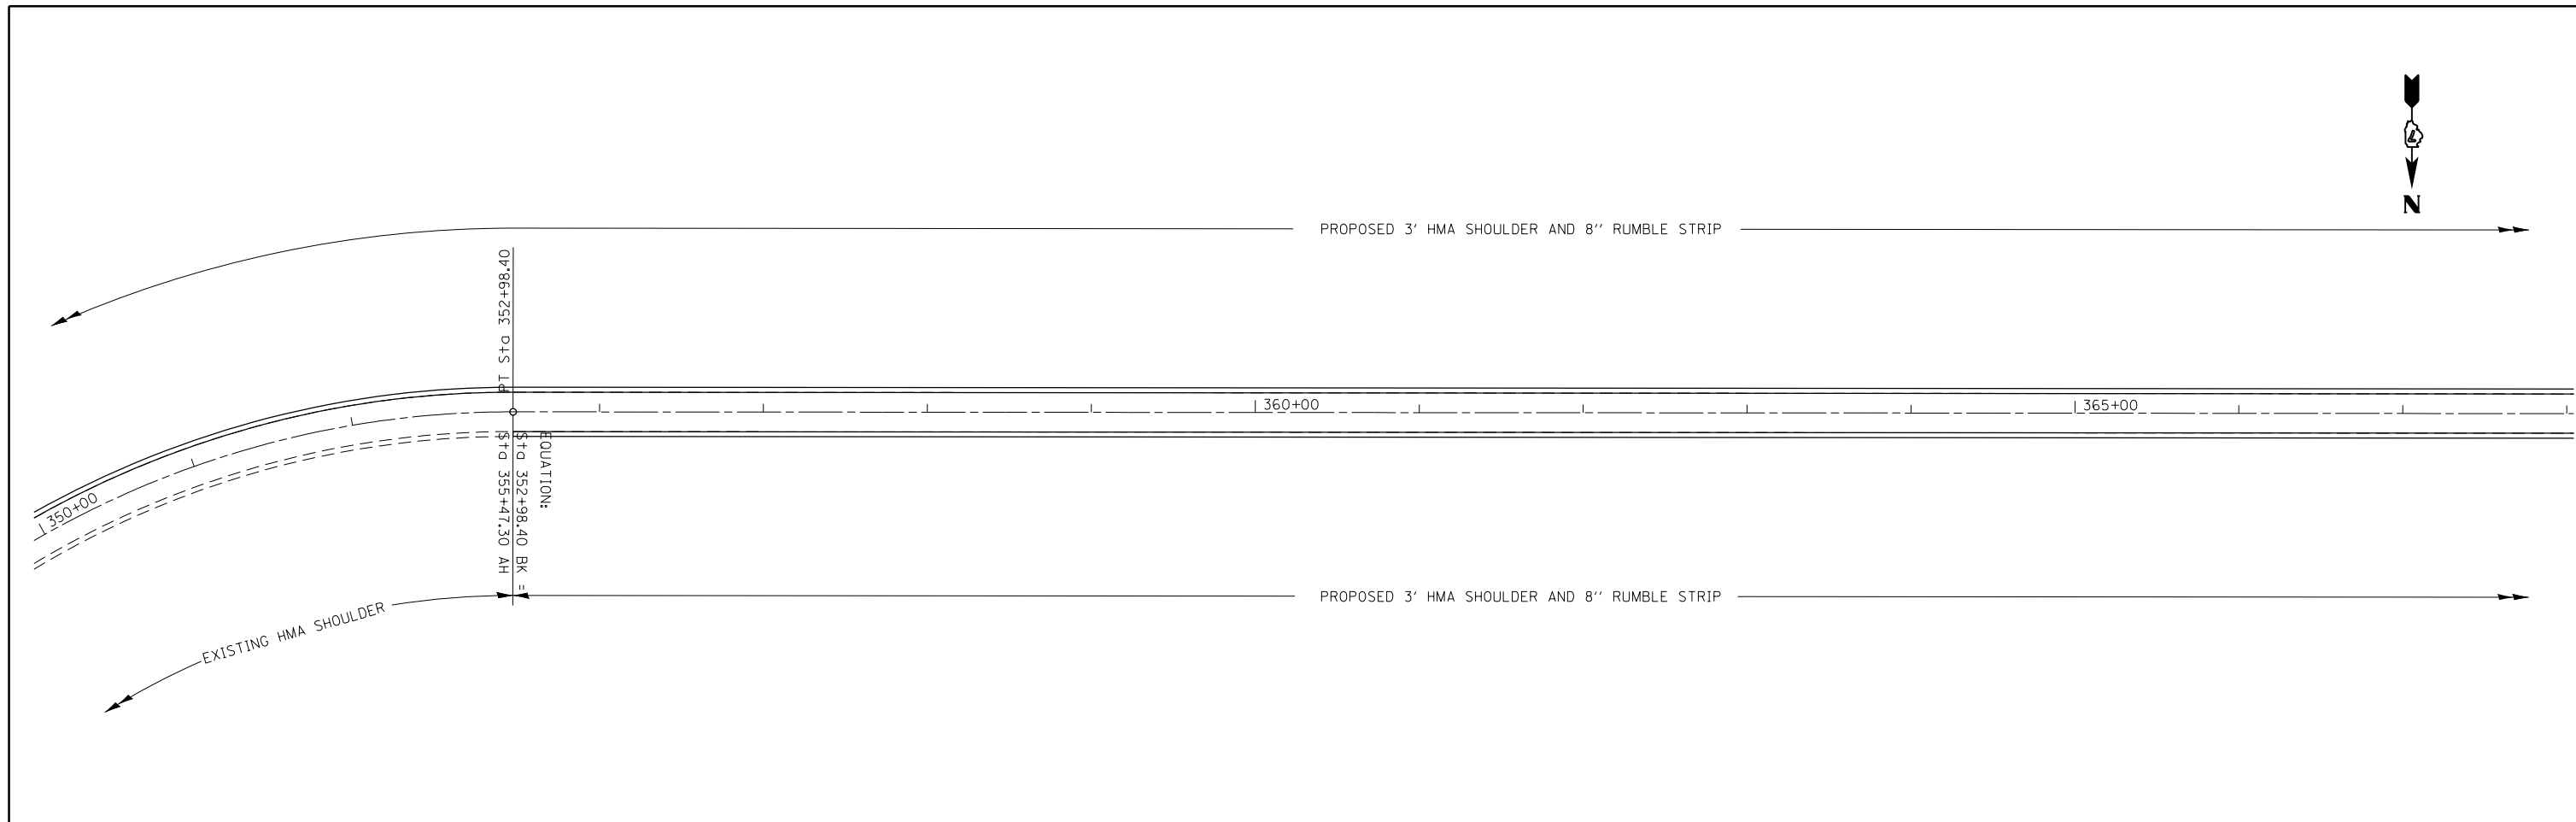 N
PROPOSED 3' HMA SHOULDER AND 8'' RUMBLE STRIP
PT Sta 352+98.40
360+00
365+00
350+00
EQUATION:
Sta 352+98.40 BK =
Sta 355+47.30 AH
PROPOSED 3' HMA SHOULDER AND 8'' RUMBLE STRIP
EXISTING HMA SHOULDER